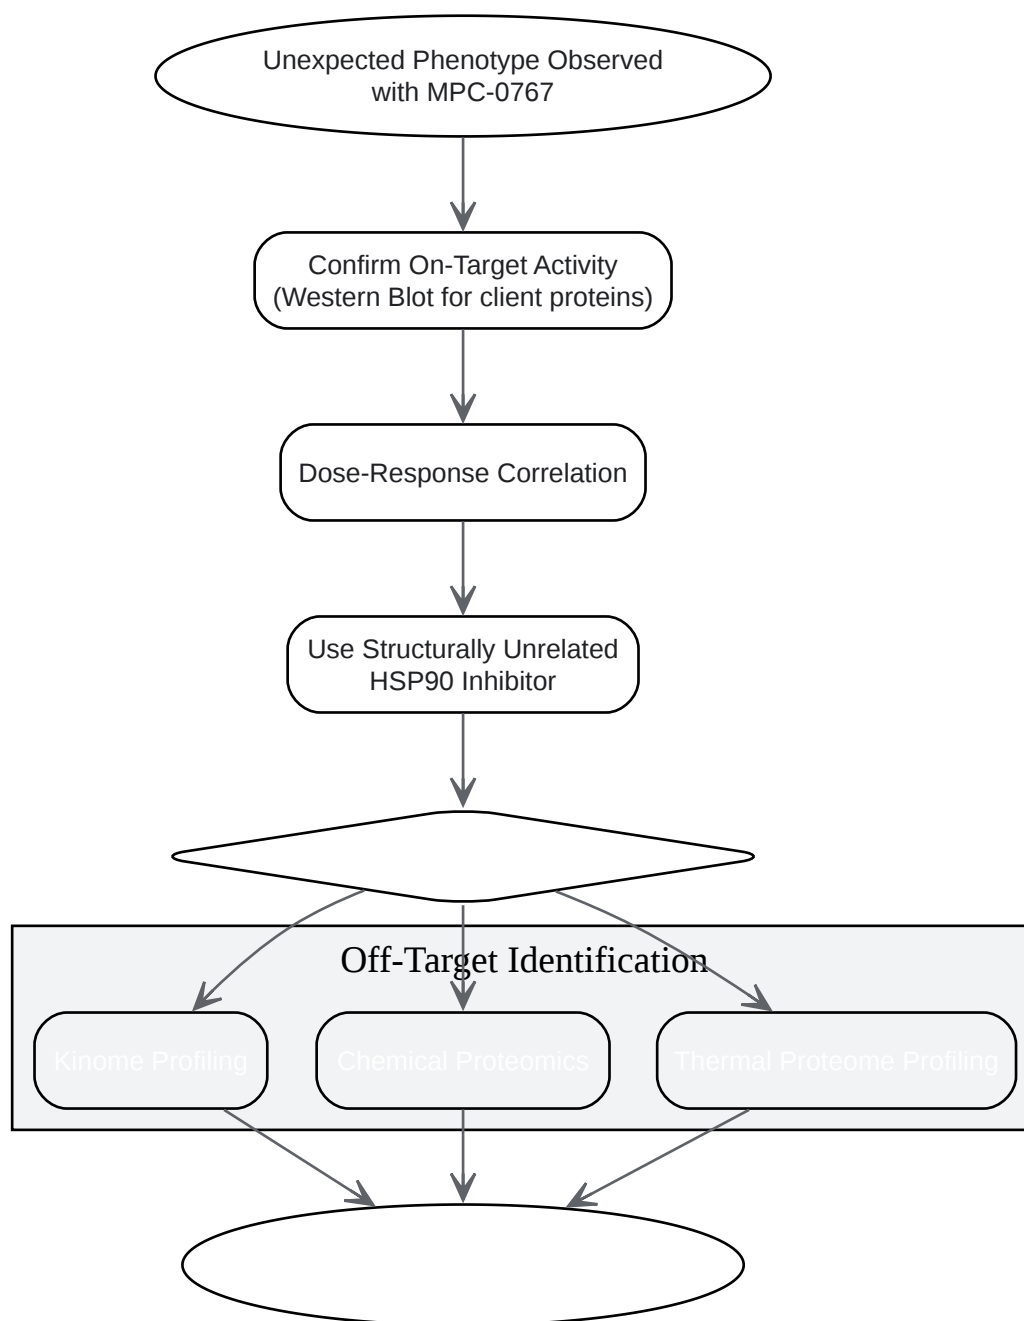 Unexpected Phenotype Observed
with MPC-0767
Confirm On-Target Activity
(Western Blot for client proteins)
Dose-Response Correlation
Use Structurally Unrelated
HSP90 Inhibitor
Off-Target Identification
Kinome Profiling
Chemical Proteomics
Thermal Proteome Profiling